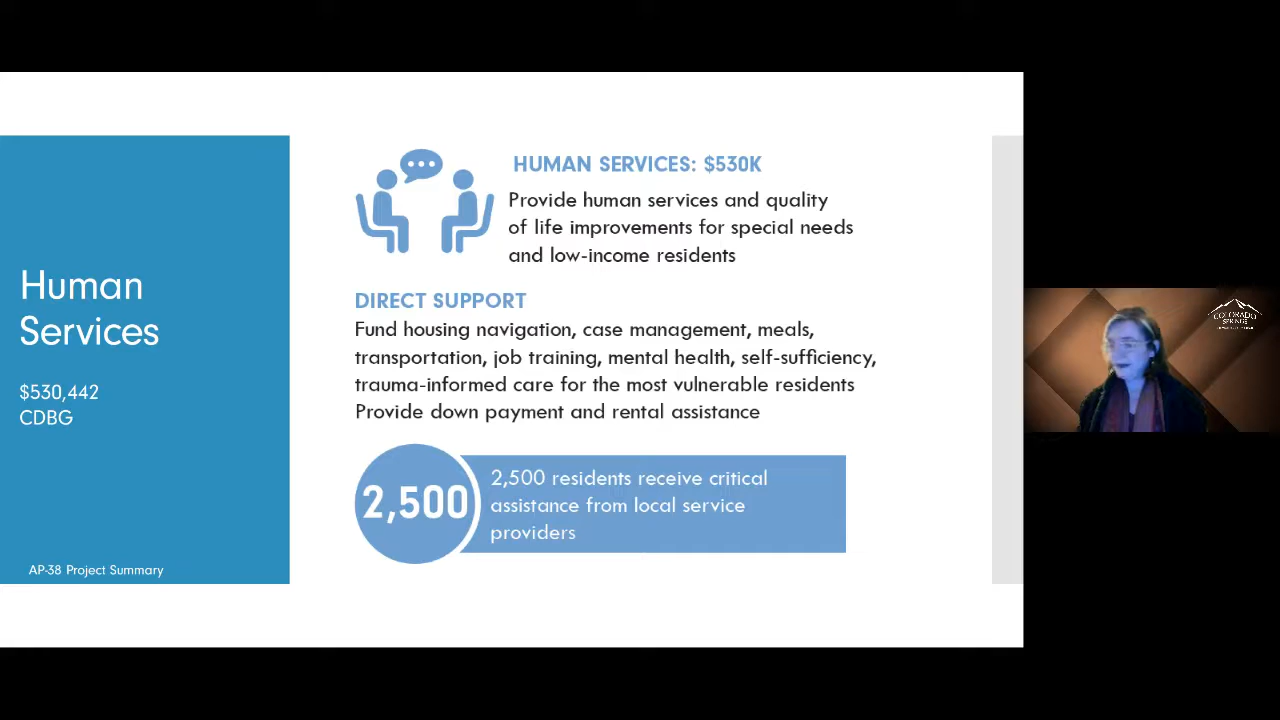 Human
Services
$530,442
CDBG
AP-38 Project Summary
HUMAN SERVICES: $530K
Provide human services and quality
of life improvements for special needs
and low-income residents
DIRECT SUPPORT
Fund housing navigation, case management, meals,
transportation, job training, mental health, self-sufficiency,
trauma-informed care for the most vulnerable residents
Provide down payment and rental assistance
2,500
2,500 residents receive critical
assistance from local service
providers
COLORADO
SPRINGS